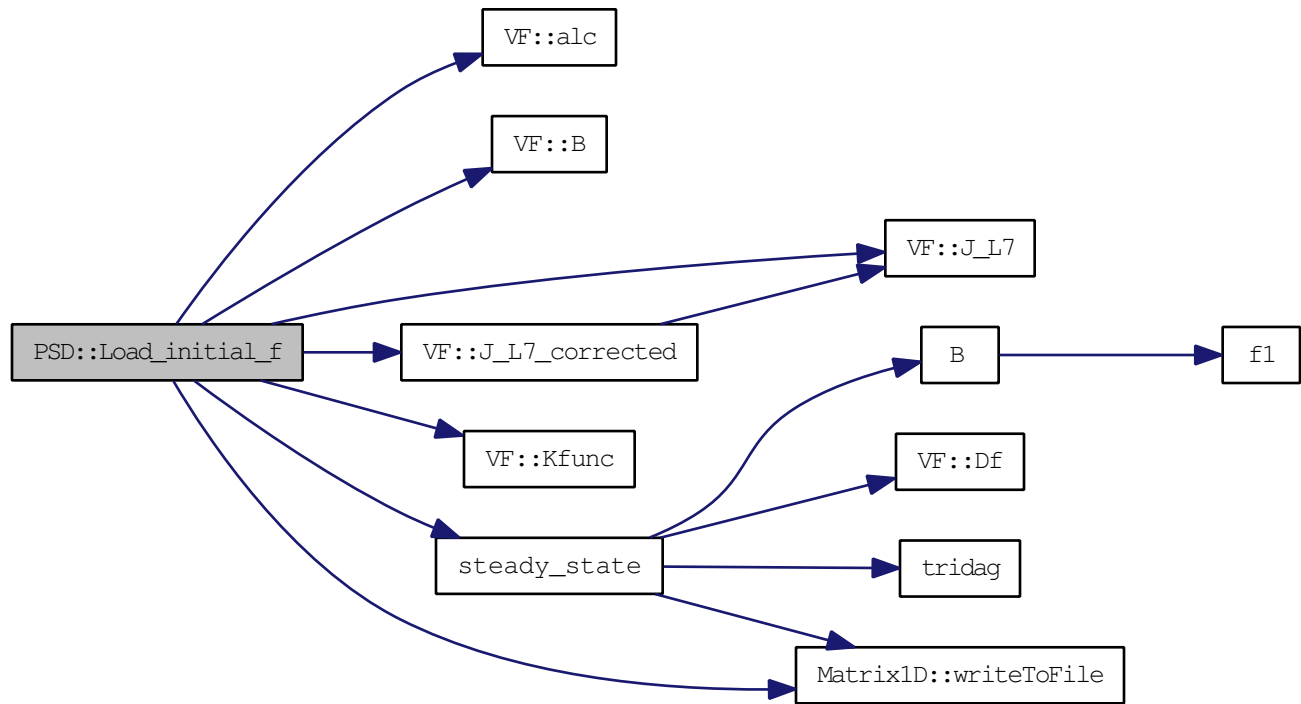 VF::alc
VF::B
VF::J_L7
PSD::Load_initial_f
VF::J_L7_corrected
B
f1
VF::Kfunc
VF::Df
steady_state
tridag
Matrix1D::writeToFile